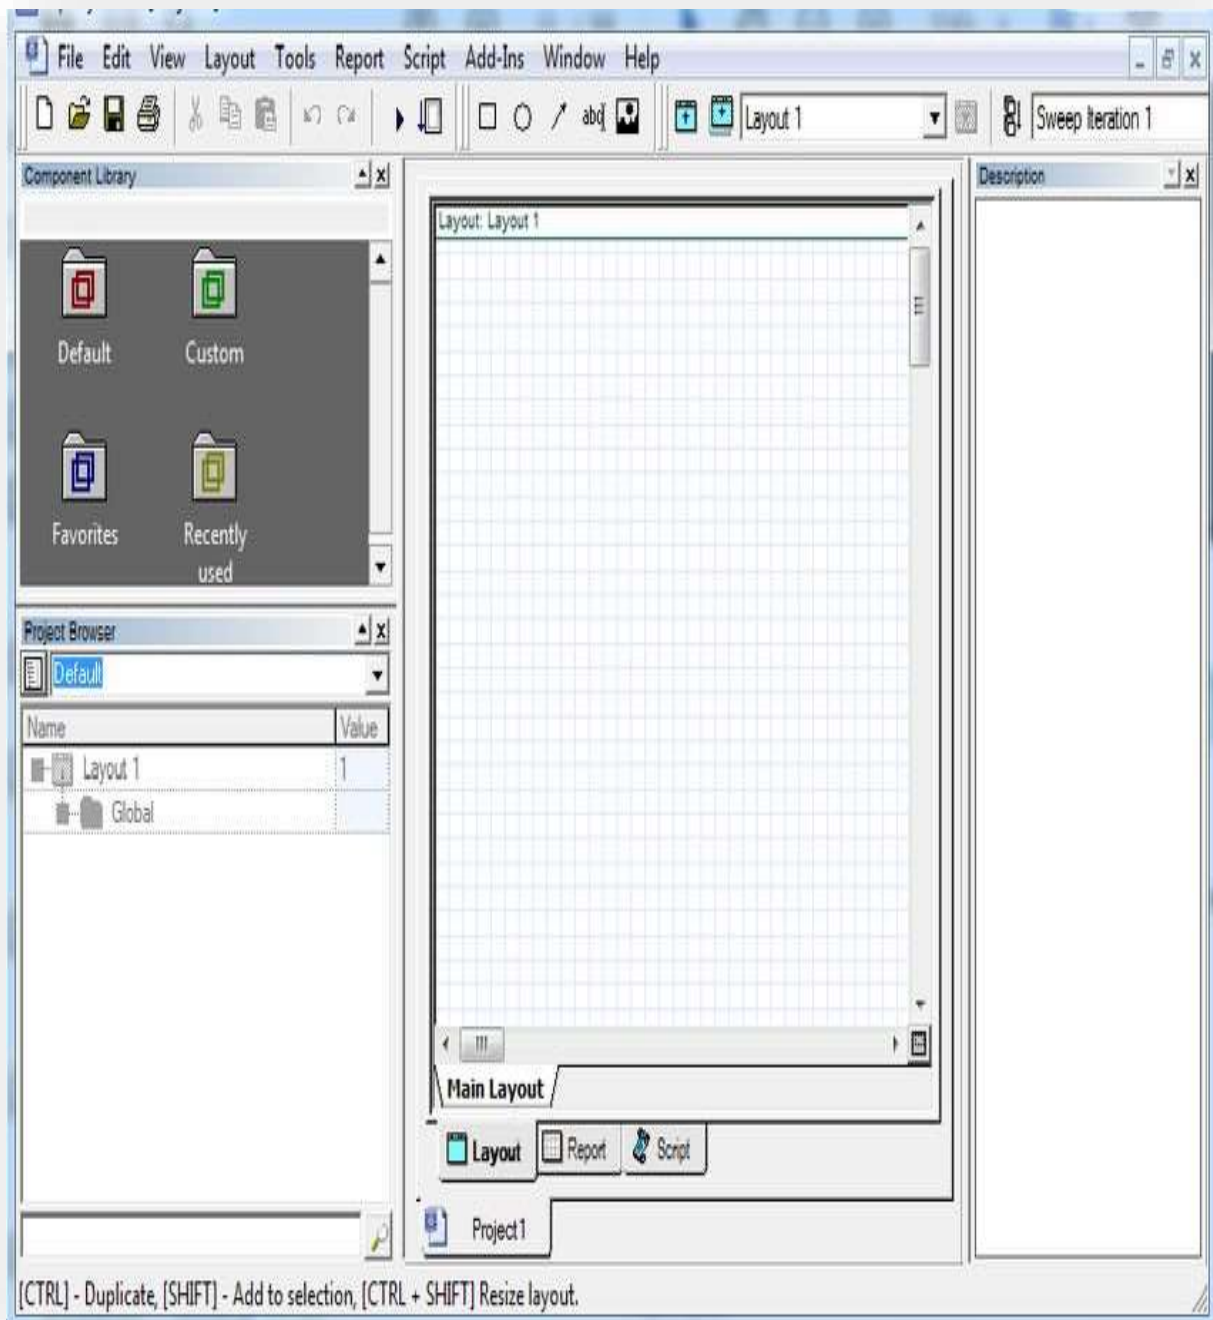 File Edit View Layout Tools Report Script Add-Ins Window Help
abc Layout 1 Sweep Iteration 1
Component Library
Default Custom
Favorites Recently used
Project Browser
Default
Name Value
Layout 1 1
Global
Layout: Layout 1
Main Layout
Layout Report Script
Project1
Description
[CTRL] - Duplicate, [SHIFT] - Add to selection, [CTRL + SHIFT] Resize layout.